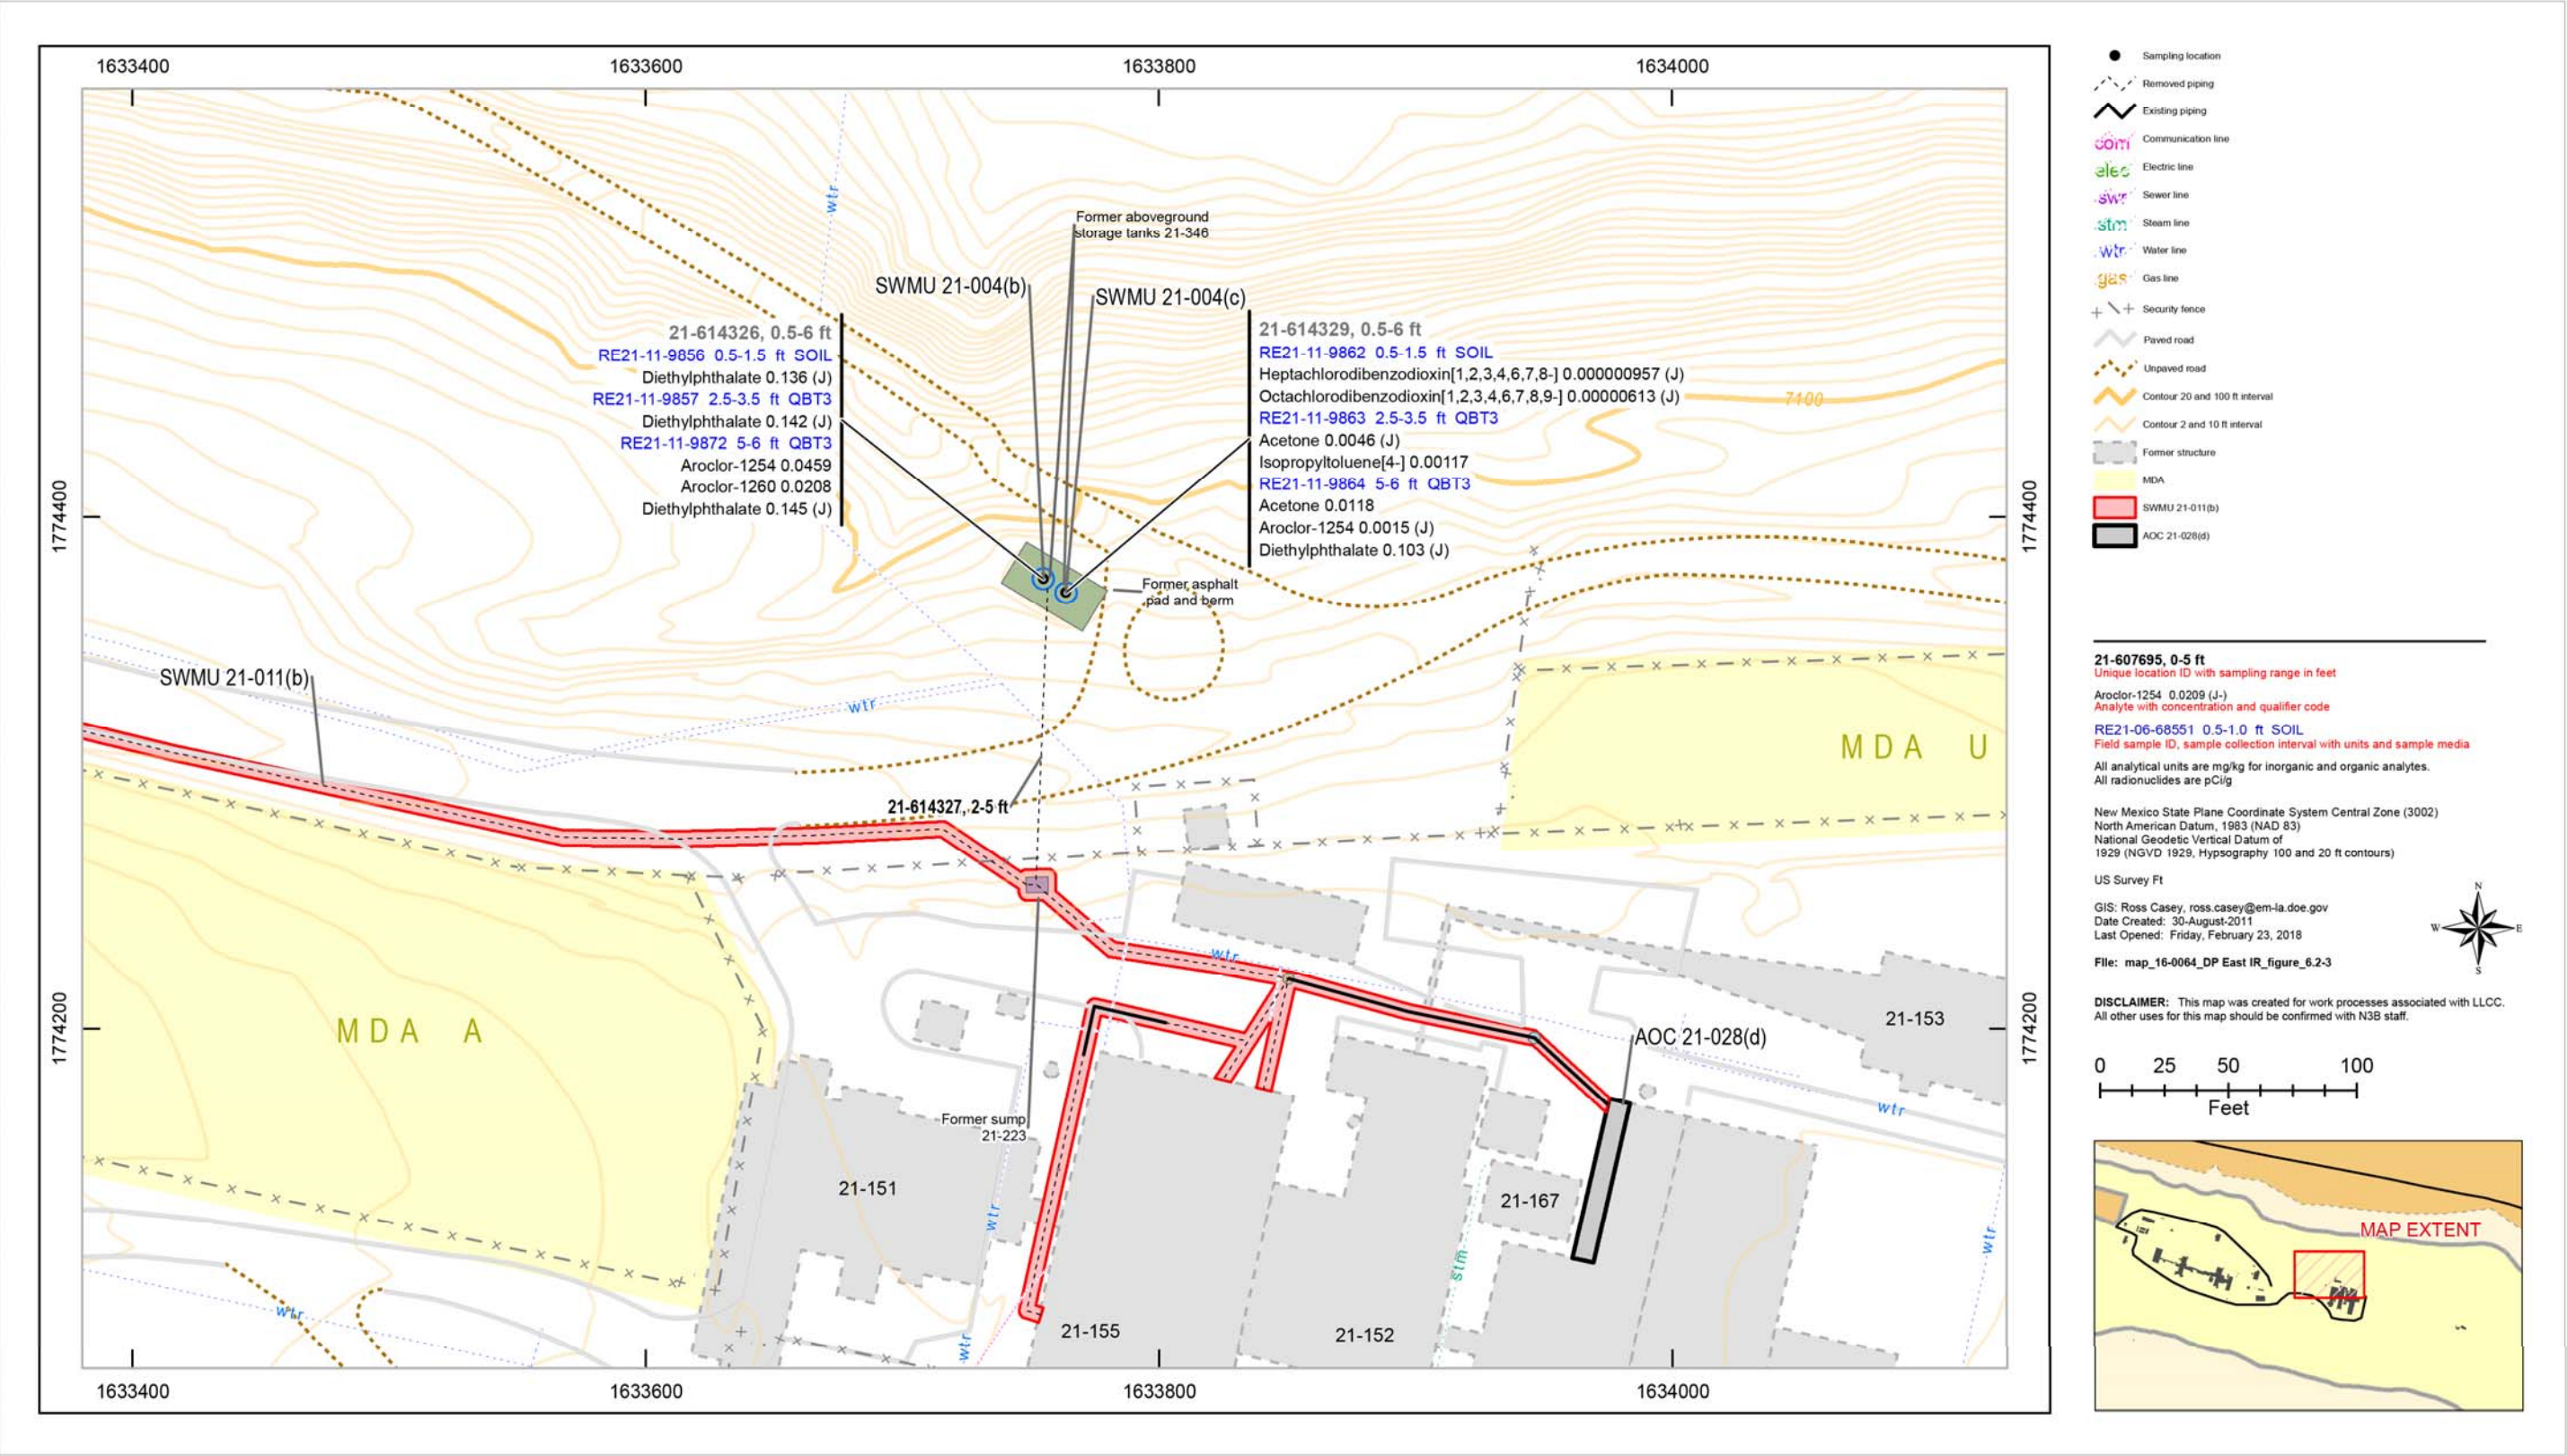 1633400
1633600
1633800
1634000
1774400
1774400
1774200
1774200
wtr
Former aboveground
storage tanks 21-346
SWMU 21-004(b)
SWMU 21-004(c)
21-614326, 0.5-6 ft
RE21-11-9856 0.5-1.5 ft SOIL
Diethylphthalate 0.136 (J)
RE21-11-9857 2.5-3.5 ft QBT3
Diethylphthalate 0.142 (J)
RE21-11-9872 5-6 ft QBT3
Aroclor-1254 0.0459
Aroclor-1260 0.0208
Diethylphthalate 0.145 (J)
21-614329, 0.5-6 ft
RE21-11-9862 0.5-1.5 ft SOIL
Heptachlorodibenzodioxin[1,2,3,4,6,7,8-] 0.000000957 (J)
Octachlorodibenzodioxin[1,2,3,4,6,7,8,9-] 0.00000613 (J)
RE21-11-9863 2.5-3.5 ft QBT3
Acetone 0.0046 (J)
Isopropyltoluene[4-] 0.00117
RE21-11-9864 5-6 ft QBT3
Acetone 0.0118
Aroclor-1254 0.0015 (J)
Diethylphthalate 0.103 (J)
7100
Former asphalt
pad and berm
SWMU 21-011(b)
wtr
MDA U
21-614327, 2-5 ft
wtr
MDA A
21-153
AOC 21-028(d)
Former sump
21-223
wtr
21-151
21-167
wtr
stm
wtr
wtr
wtr
21-155
21-152
1633400
1633600
1633800
1634000
Sampling location
Removed piping
Existing piping
com Communication line
elec Electric line
swr Sewer line
stm Steam line
wtr Water line
gas Gas line
Security fence
Paved road
Unpaved road
Contour 20 and 100 ft interval
Contour 2 and 10 ft interval
Former structure
MDA
SWMU 21-011(b)
AOC 21-028(d)
21-607695, 0-5 ft
Unique location ID with sampling range in feet
Aroclor-1254 0.0209 (J-)
Analyte with concentration and qualifier code
RE21-06-68551 0.5-1.0 ft SOIL
Field sample ID, sample collection interval with units and sample media
All analytical units are mg/kg for inorganic and organic analytes.
All radionuclides are pCi/g
New Mexico State Plane Coordinate System Central Zone (3002)
North American Datum, 1983 (NAD 83)
National Geodetic Vertical Datum of
1929 (NGVD 1929, Hypsography 100 and 20 ft contours)
US Survey Ft
GIS: Ross Casey, ross.casey@em-la.doe.gov
Date Created: 30-August-2011
Last Opened: Friday, February 23, 2018
N
W E
S
File: map_16-0064_DP East IR_figure_6.2-3
DISCLAIMER: This map was created for work processes associated with LLCC.
All other uses for this map should be confirmed with N3B staff.
0 25 50 100
Feet
MAP EXTENT